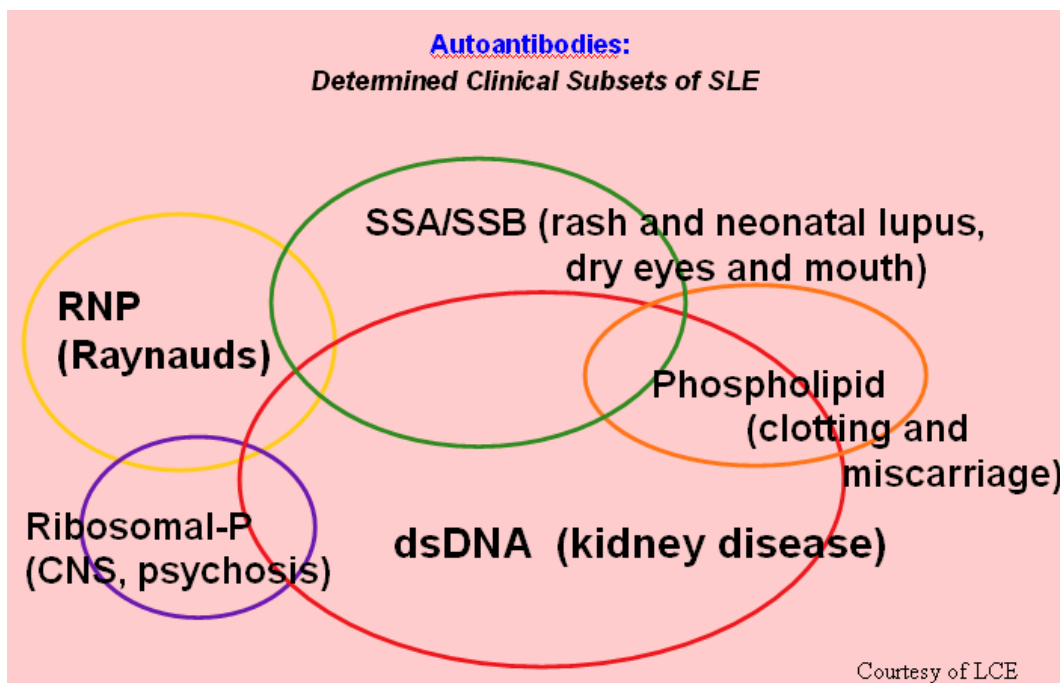 Autoantibodies:
Determined Clinical Subsets of SLE
SSA/SSB (rash and neonatal lupus,
dry eyes and mouth)
RNP
(Raynauds)
Phospholipid
(clotting and
miscarriage)
Ribosomal-P
(CNS, psychosis)
dsDNA (kidney disease)
Courtesy of LCE